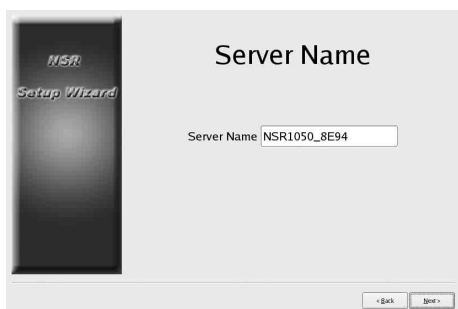 NSR
Setup Wizard
Server Name
Server Name NSR1050_8E94
< Back Next >